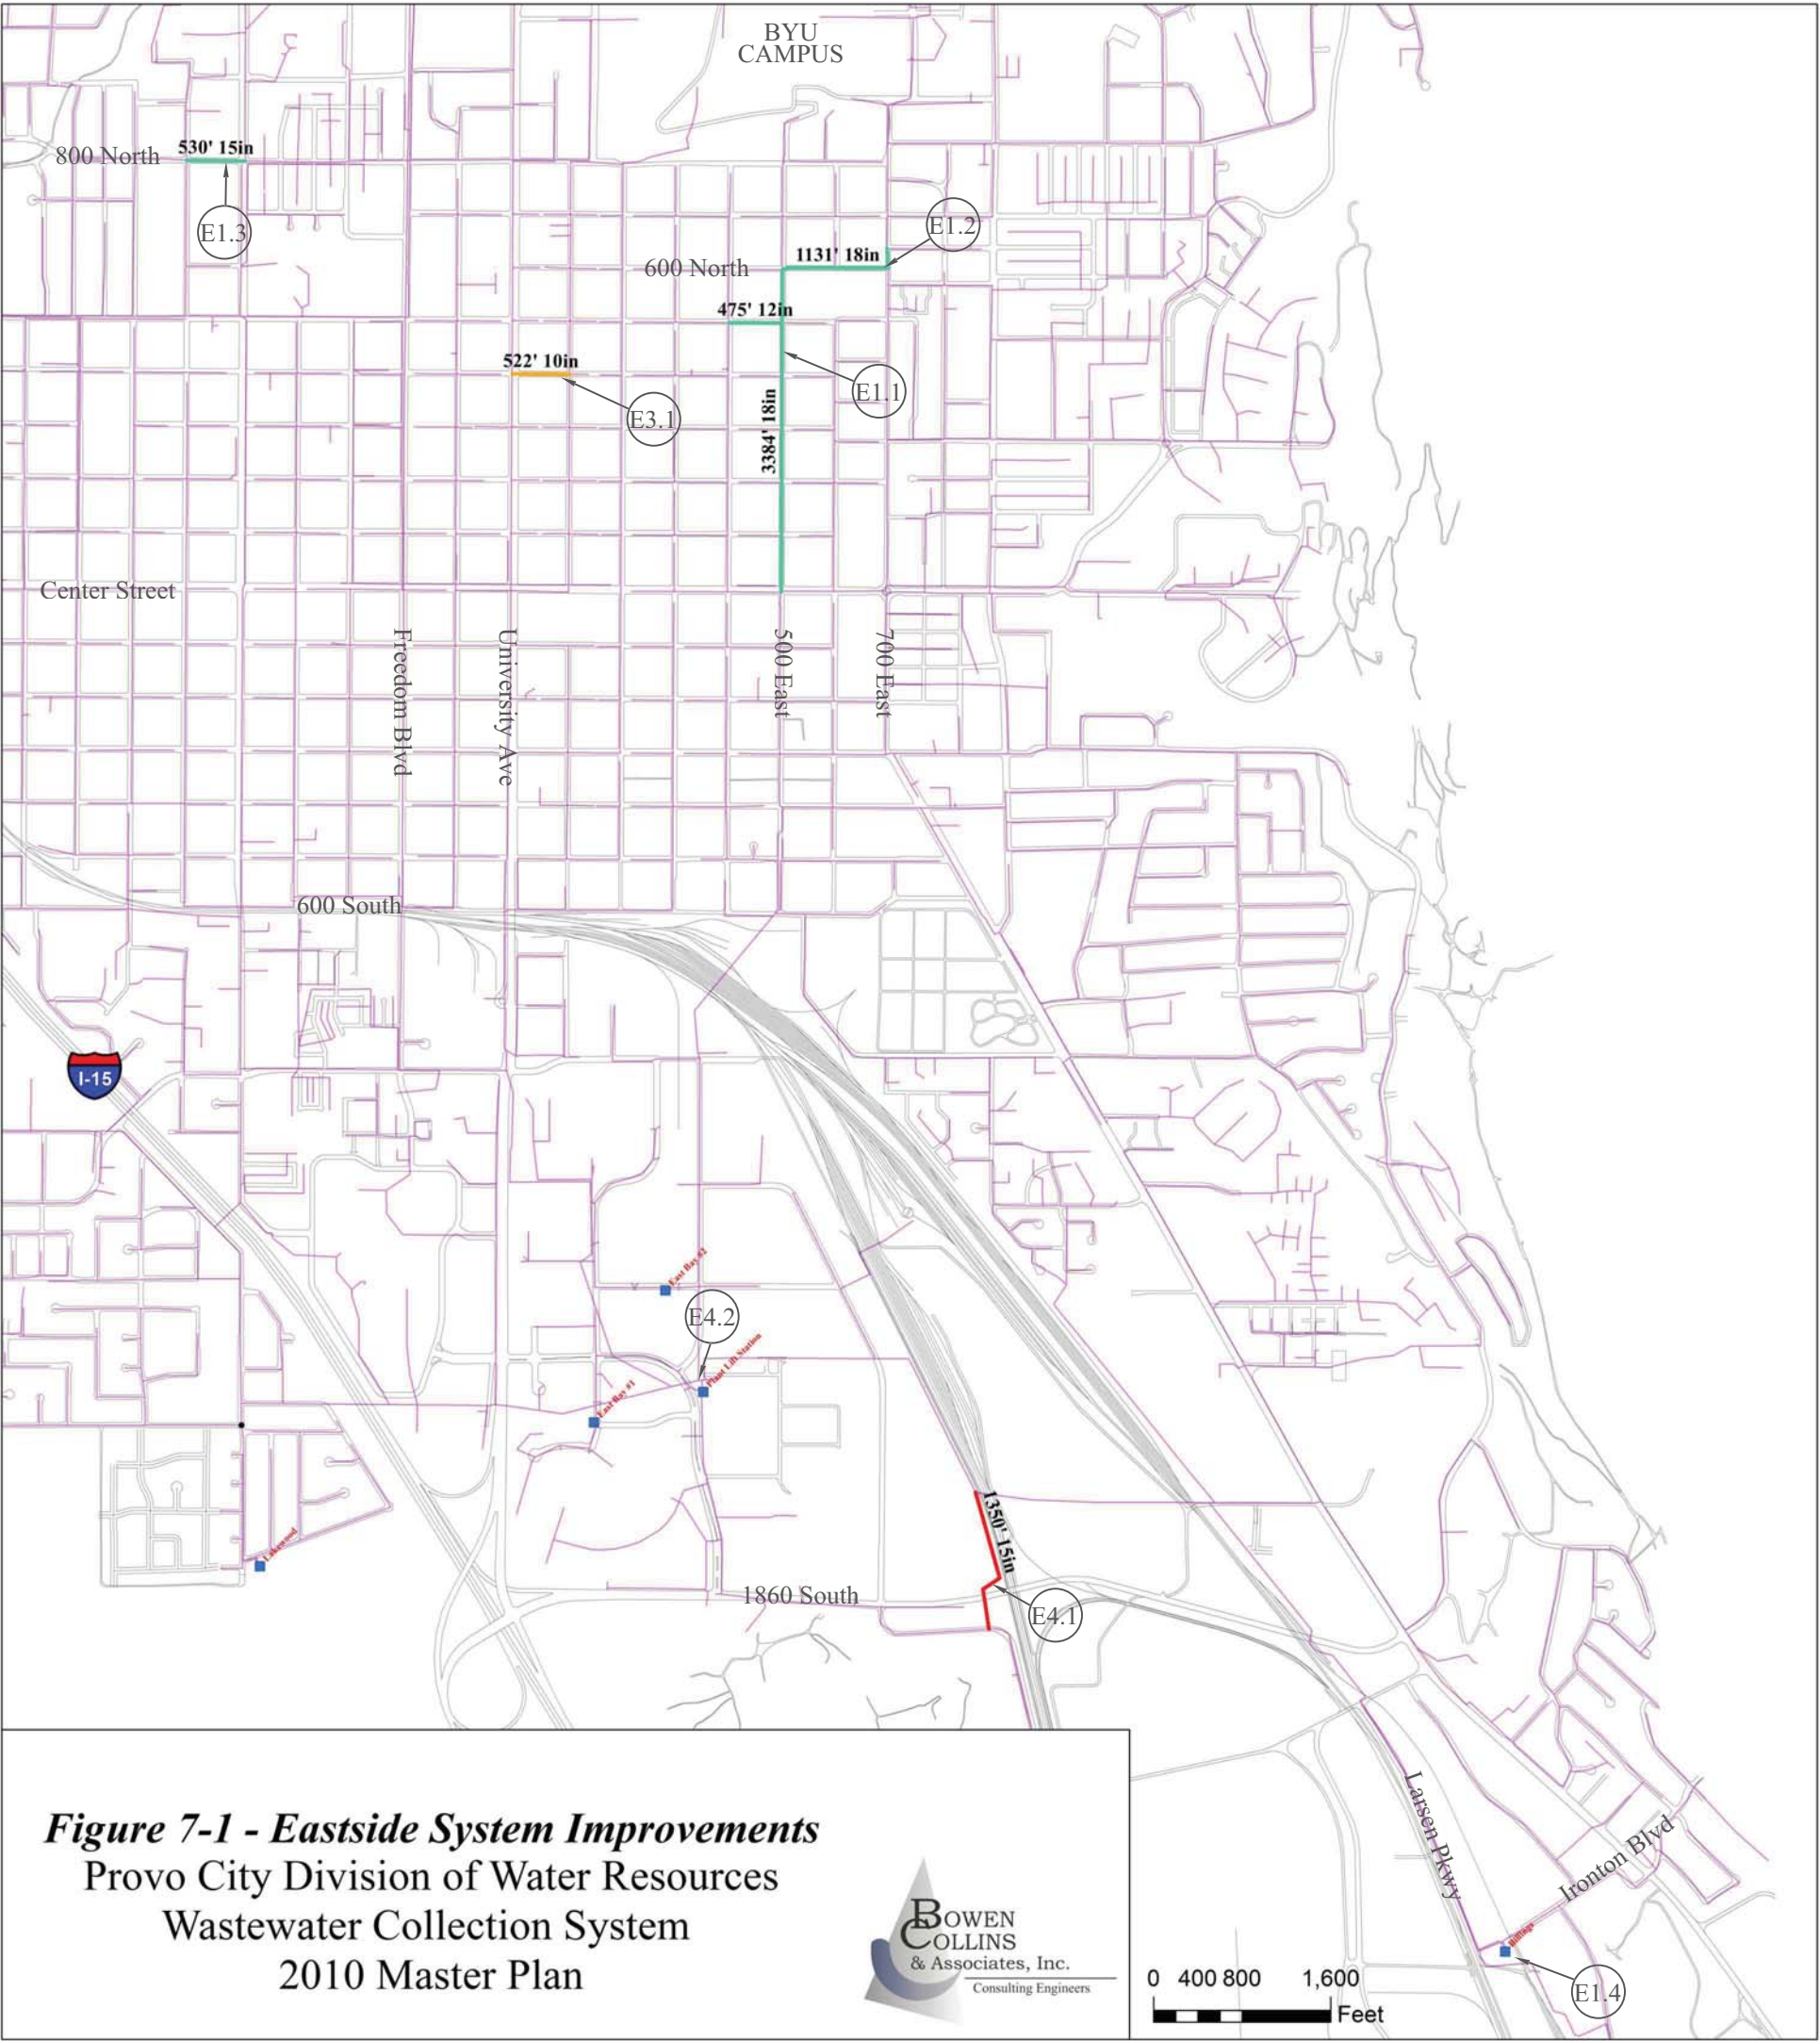 BYU
CAMPUS
800 North
530' 15in
E1.3
E1.2
1131' 18in
600 North
475' 12in
522' 10in
E3.1
E1.1
3384' 18in
Center Street
Freedom Blvd
University Ave
500 East
700 East
600 South
I-15
East Bay #2
E4.2
Plant Lift Station
East Bay #1
1350' 15in
Lakewood
1860 South
E4.1
Larsen Pkwy
Ironton Blvd
E1.4
Figure 7-1 - Eastside System Improvements
Provo City Division of Water Resources
Wastewater Collection System
2010 Master Plan
BOWEN
COLLINS
& Associates, Inc.
Consulting Engineers
0 400 800 1,600
Feet